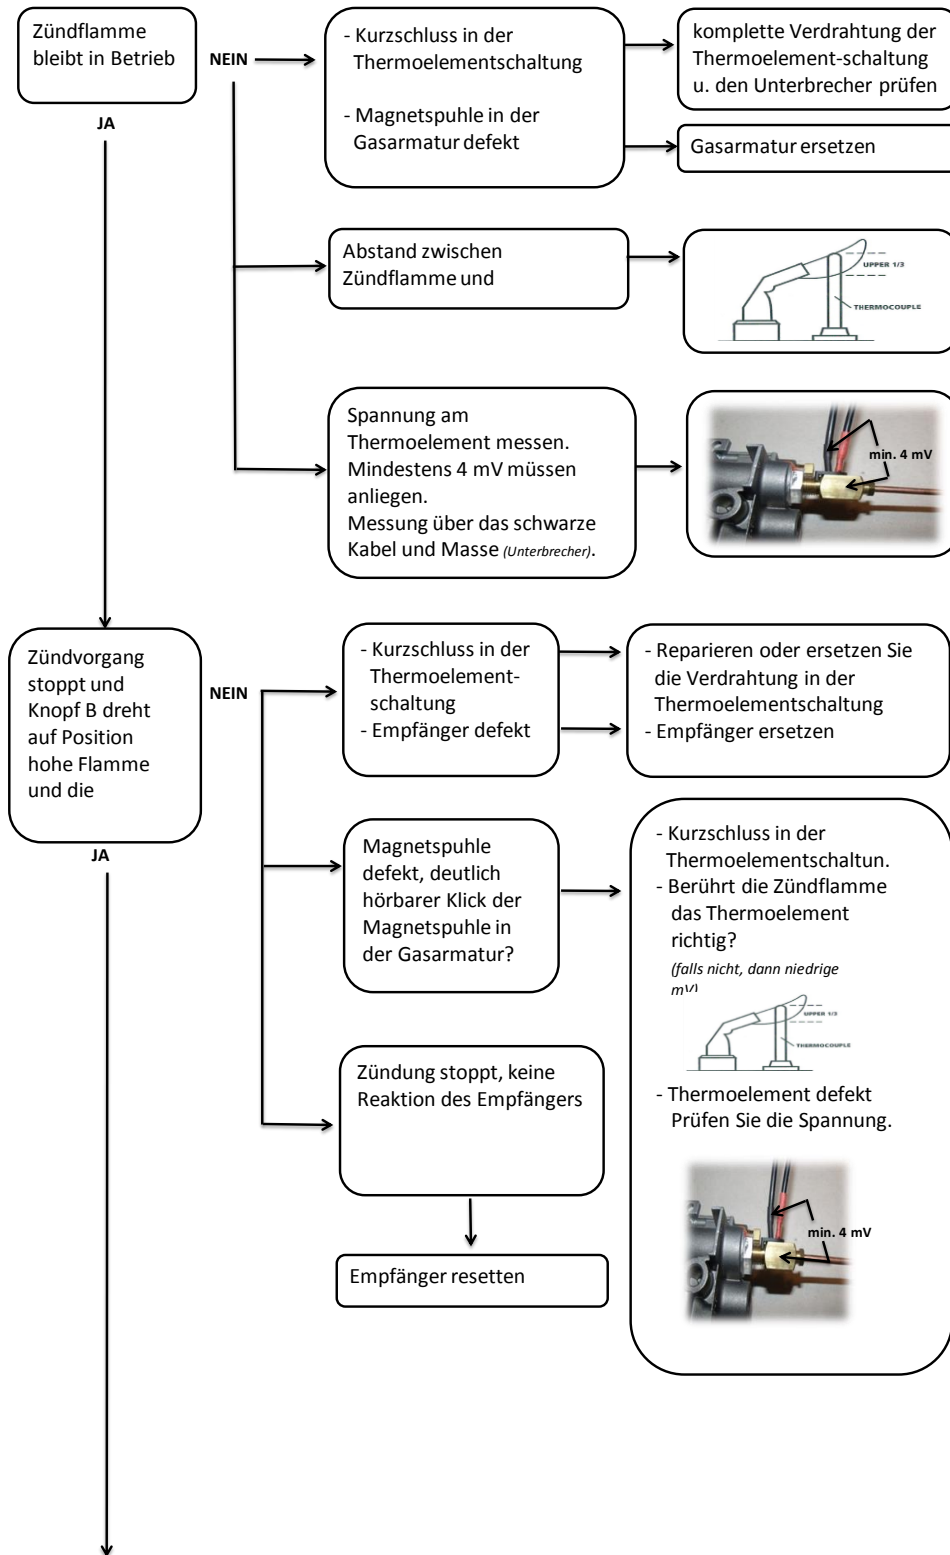 Zündflamme
bleibt in Betrieb
NEIN
- Kurzschluss in der
Thermoelementschaltung
- Magnetspuhle in der
Gasarmatur defekt
komplette Verdrahtung der
Thermoelement-schaltung
u. den Unterbrecher prüfen
Gasarmatur ersetzen
JA
Abstand zwischen
Zündflamme und
UPPER 1/3
THERMOCOUPLE
Spannung am
Thermoelement messen.
Mindestens 4 mV müssen
anliegen.
Messung über das schwarze
Kabel und Masse (Unterbrecher).
min. 4 mV
Zündvorgang
stoppt und
Knopf B dreht
auf Position
hohe Flamme
und die
NEIN
- Kurzschluss in der
Thermoelement-
schaltung
- Empfänger defekt
- Reparieren oder ersetzen Sie
die Verdrahtung in der
Thermoelementschaltung
- Empfänger ersetzen
JA
Magnetspuhle
defekt, deutlich
hörbarer Klick der
Magnetspuhle in
der Gasarmatur?
- Kurzschluss in der
Thermoelementschaltun.
- Berührt die Zündflamme
das Thermoelement
richtig?
(falls nicht, dann niedrige
mV)
UPPER 1/3
THERMOCOUPLE
- Thermoelement defekt
Prüfen Sie die Spannung.
min. 4 mV
Zündung stoppt, keine
Reaktion des Empfängers
Empfänger resetten